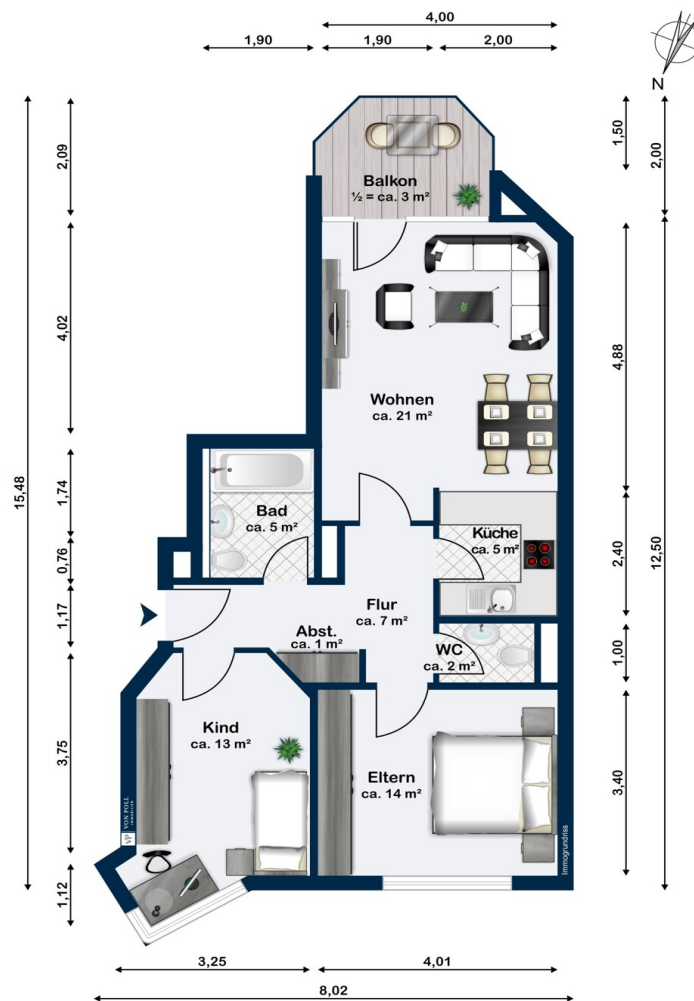 4,00
1,90
1,90
2,00
N
2,09
1,50
2,00
Balkon
½ = ca. 3 m²
4,02
4,88
Wohnen
ca. 21 m²
15,48
12,50
1,74
Bad
ca. 5 m²
Küche
ca. 5 m²
2,40
0,76
1,17
Flur
ca. 7 m²
Abst.
ca. 1 m²
WC
ca. 2 m²
1,00
3,75
Kind
ca. 13 m²
Eltern
ca. 14 m²
3,40
VP VON POLL
IMMOBILIEN
Immogrundriss
1,12
3,25
4,01
8,02